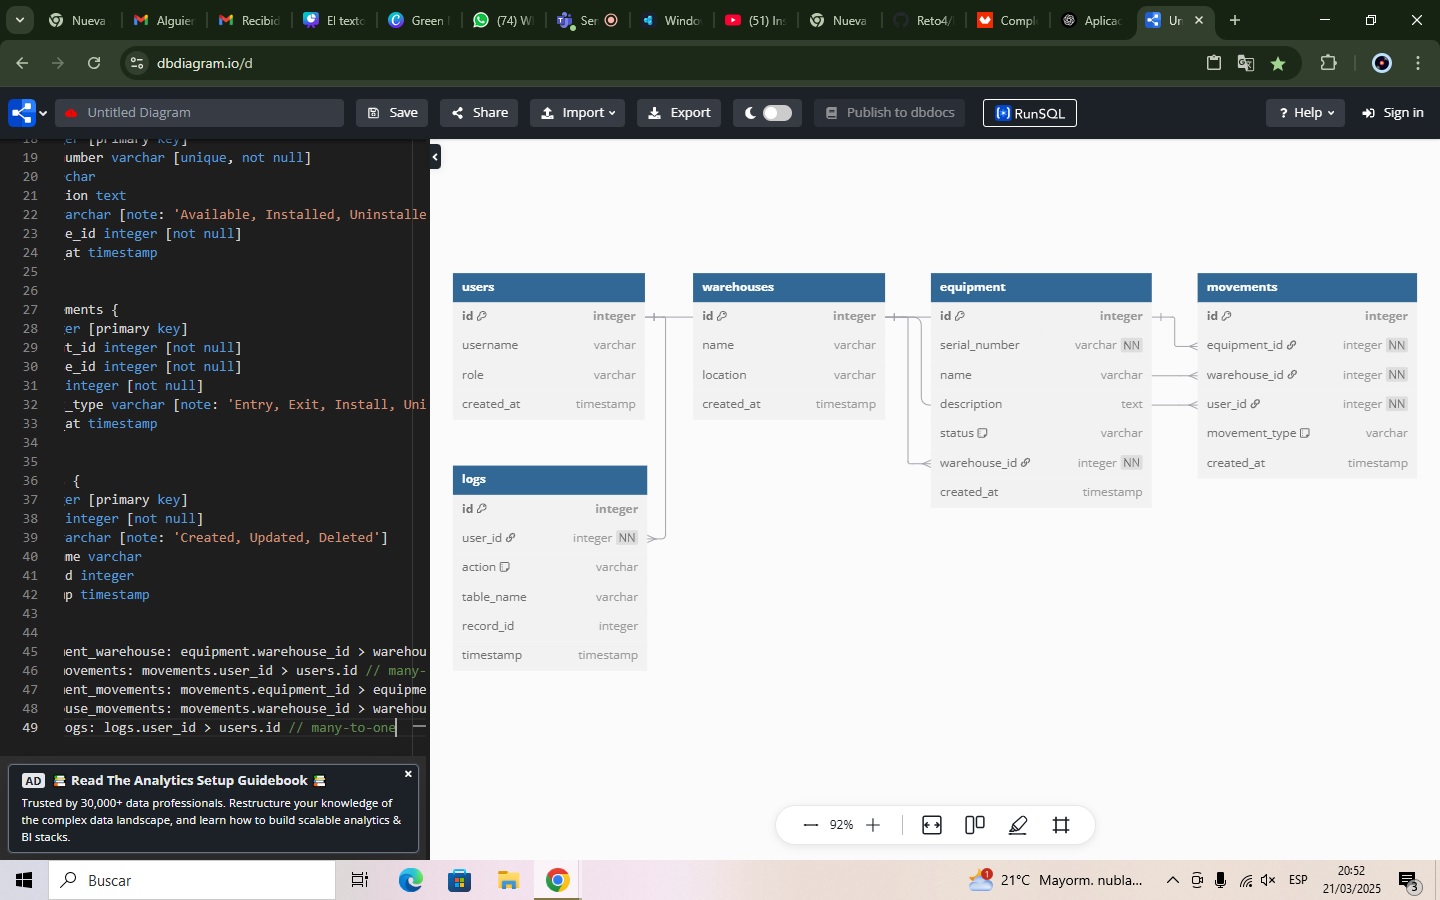 Nueva
Alguier
Recibid
El texto
Green
(74) W
Ser
Windo
(51) In
Nueva
Reto4/
Compl
Aplicac
Un
dbdiagram.io/d
Untitled Diagram
Save
Share
Import
Export
Publish to dbdocs
RunSQL
? Help
Sign in
18 er [primary key]
19 umber varchar [unique, not null]
20 char
21 ion text
22 archar [note: 'Available, Installed, Uninstalle
23 e_id integer [not null]
24 _at timestamp
25
26
27 ments {
28 er [primary key]
29 t_id integer [not null]
30 e_id integer [not null]
31 integer [not null]
32 _type varchar [note: 'Entry, Exit, Install, Uni
33 _at timestamp
34
35
36 {
37 er [primary key]
38 integer [not null]
39 archar [note: 'Created, Updated, Deleted']
40 me varchar
41 d integer
42 p timestamp
43
44
45 ent_warehouse: equipment.warehouse_id > warehou
46 ovements: movements.user_id > users.id // many-
47 ent_movements: movements.equipment_id > equipme
48 use_movements: movements.warehouse_id > warehou
49 ogs: logs.user_id > users.id // many-to-one
AD Read The Analytics Setup Guidebook
Trusted by 30,000+ data professionals. Restructure your knowledge of
the complex data landscape, and learn how to build scalable analytics &
BI stacks.
users
id integer
username varchar
role varchar
created_at timestamp
warehouses
id integer
name varchar
location varchar
created_at timestamp
equipment
id integer
serial_number varchar NN
name varchar
description text
status varchar
warehouse_id integer NN
created_at timestamp
movements
id integer
equipment_id integer NN
warehouse_id integer NN
user_id integer NN
movement_type varchar
created_at timestamp
logs
id integer
user_id integer NN
action varchar
table_name varchar
record_id integer
timestamp timestamp
92%
Buscar
1
21°C Mayorm. nubla...
ESP
20:52
21/03/2025
3